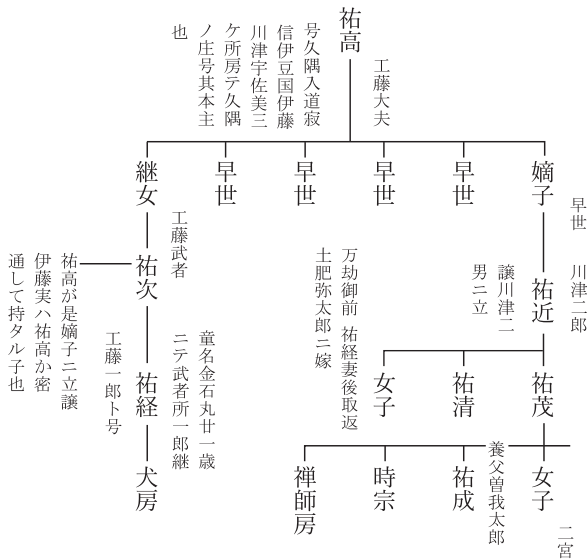 祐高
工藤大夫
号久隅入道寂
信伊豆国伊藤
川津宇佐美三
ケ所房テ久隅
ノ庄号其本主
也
嫡子
早世
早世
早世
早世
早世
継女
川津二郎
祐近
譲川津二
男ニ立
祐茂
祐清
女子
万劫御前 祐経妻後取返
土肥弥太郎ニ嫁
女子
二宮
祐成
養父曽我太郎
時宗
禅師房
工藤武者
祐次
祐高が是嫡子ニ立譲
伊藤実ハ祐高か密
通して持タル子也
祐経
童名金石丸廿一歳
ニテ武者所一郎継
工藤一郎ト号
犬房